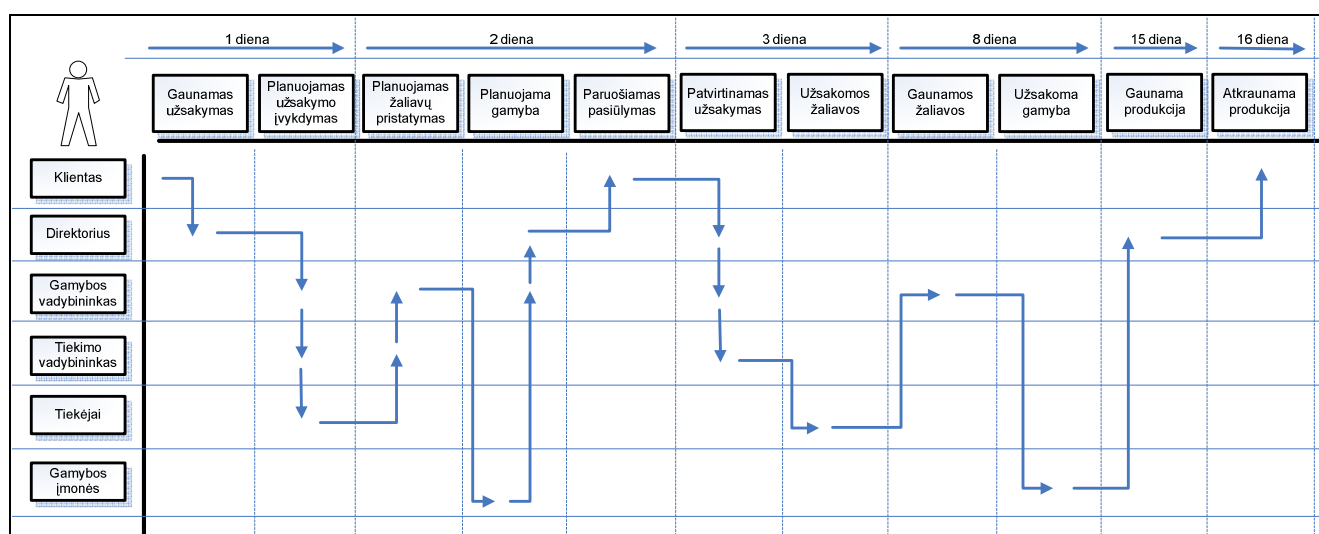 1 diena
2 diena
3 diena
8 diena
15 diena
16 diena
Gaunamas
užsakymas
Planuojamas
užsakymo
įvykdymas
Planuojamas
žaliavų
pristatymas
Planuojama
gamyba
Paruošiamas
pasiūlymas
Patvirtinamas
užsakymas
Užsakomos
žaliavos
Gaunamos
žaliavos
Užsakoma
gamyba
Gaunama
produkcija
Atkraunama
produkcija
Klientas
Direktorius
Gamybos
vadybininkas
Tiekimo
vadybininkas
Tiekėjai
Gamybos
įmonės